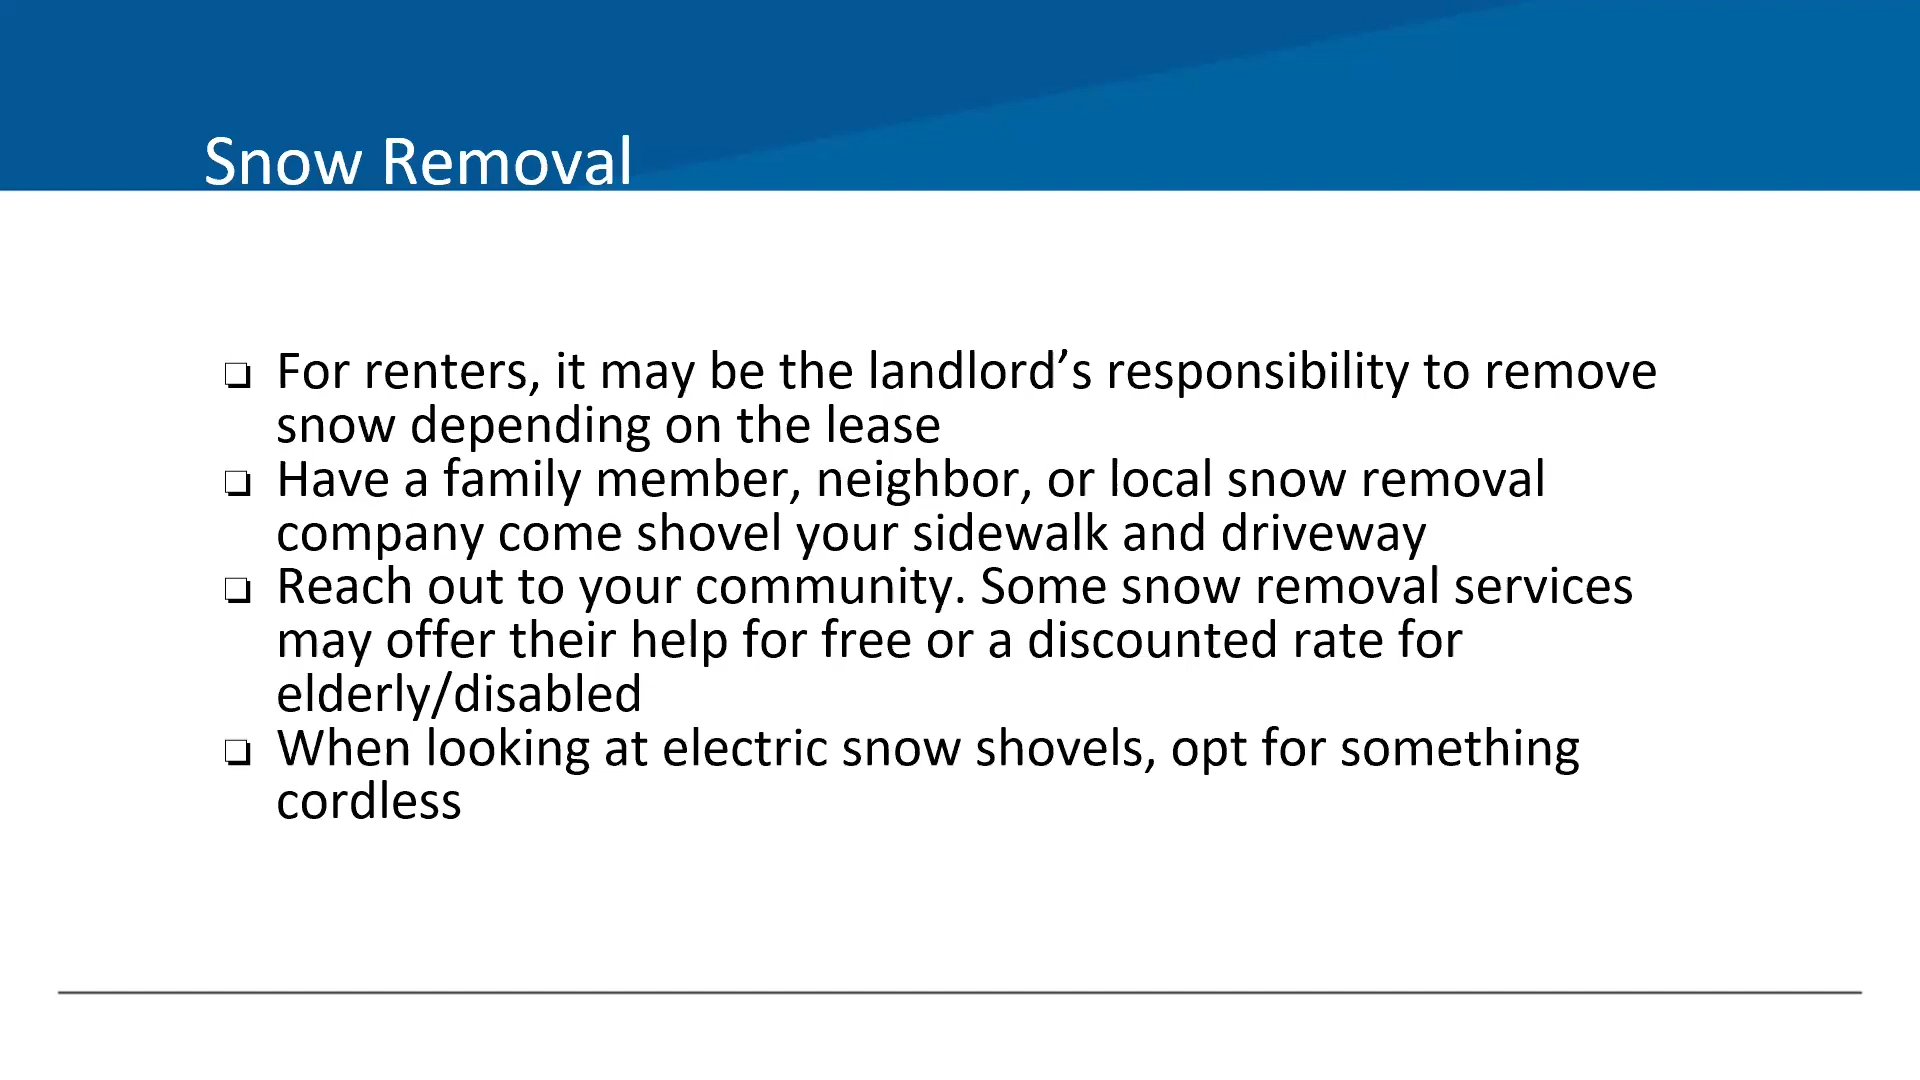 Snow Removal
❏ For renters, it may be the landlord’s responsibility to remove
snow depending on the lease
❏ Have a family member, neighbor, or local snow removal
company come shovel your sidewalk and driveway
❏ Reach out to your community. Some snow removal services
may offer their help for free or a discounted rate for
elderly/disabled
❏ When looking at electric snow shovels, opt for something
cordless